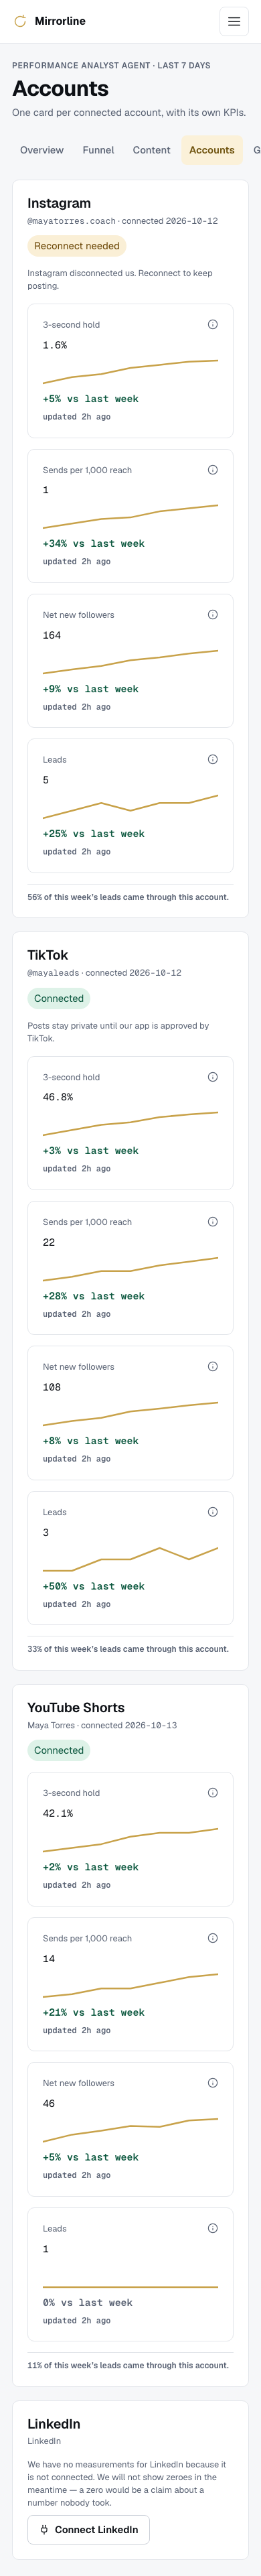 Mirrorline
PERFORMANCE ANALYST AGENT · LAST 7 DAYS
Accounts
One card per connected account, with its own KPIs.
Overview Funnel Content Accounts G
Instagram
@mayatorres.coach · connected 2026-10-12
Reconnect needed
Instagram disconnected us. Reconnect to keep
posting.
3-second hold
1.6%
+5% vs last week
updated 2h ago
Sends per 1,000 reach
1
+34% vs last week
updated 2h ago
Net new followers
164
+9% vs last week
updated 2h ago
Leads
5
+25% vs last week
updated 2h ago
56% of this week's leads came through this account.
TikTok
@mayaleads · connected 2026-10-12
Connected
Posts stay private until our app is approved by
TikTok.
3-second hold
46.8%
+3% vs last week
updated 2h ago
Sends per 1,000 reach
22
+28% vs last week
updated 2h ago
Net new followers
108
+8% vs last week
updated 2h ago
Leads
3
+50% vs last week
updated 2h ago
33% of this week's leads came through this account.
YouTube Shorts
Maya Torres · connected 2026-10-13
Connected
3-second hold
42.1%
+2% vs last week
updated 2h ago
Sends per 1,000 reach
14
+21% vs last week
updated 2h ago
Net new followers
46
+5% vs last week
updated 2h ago
Leads
1
0% vs last week
updated 2h ago
11% of this week's leads came through this account.
LinkedIn
LinkedIn
We have no measurements for LinkedIn because it
is not connected. We will not show zeroes in the
meantime — a zero would be a claim about a
number nobody took.
Connect LinkedIn